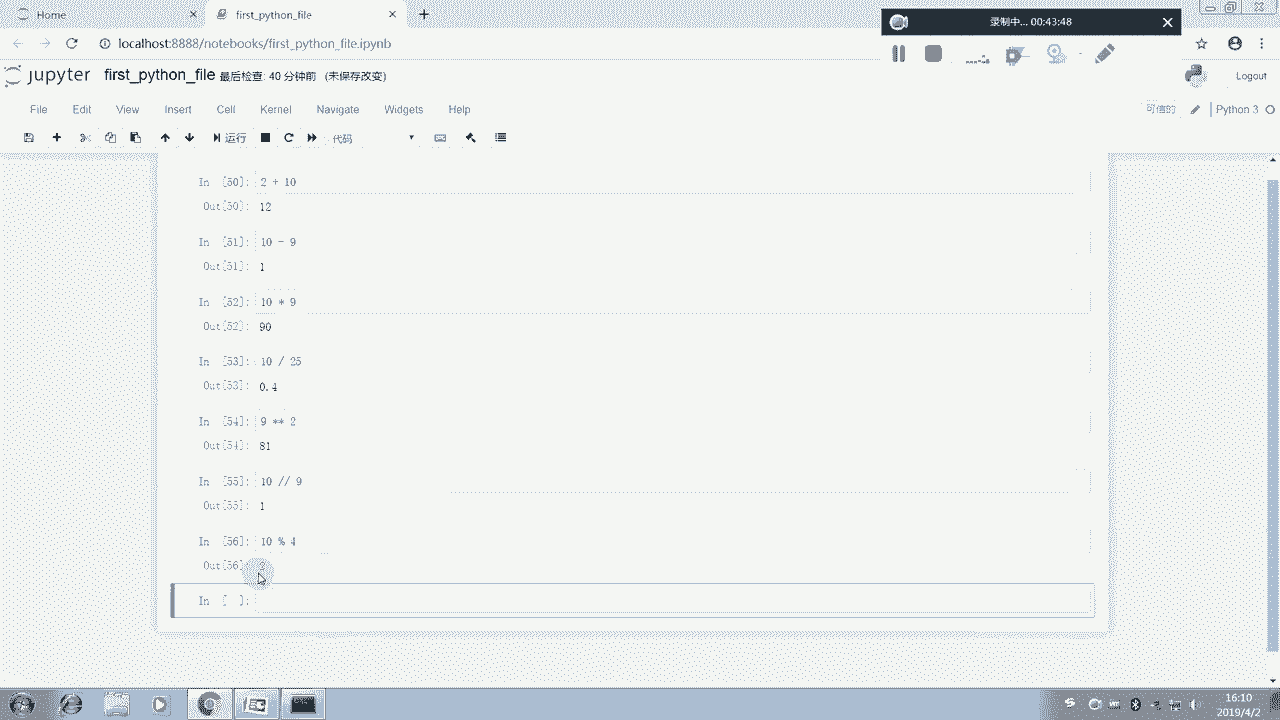 Home
first_python_file
录制中... 00:43:48
localhost:8988/notebooks/first_python_file.ipynb
jupyter first_python_file 最后检查: 40 分钟前 (未保存改变)
Logout
File Edit View Insert Cell Kernel Navigate Widgets Help
可信的 Python 3
运行 代码
In [50]: 2 + 10
Out[50]: 12
In [51]: 10 - 9
Out[51]: 1
In [52]: 10 * 9
Out[52]: 90
In [53]: 10 / 25
Out[53]: 0.4
In [54]: 9 ** 2
Out[54]: 81
In [55]: 10 // 9
Out[55]: 1
In [56]: 10 % 4
Out[56]:
In [ ]:
16:10
2019/4/2